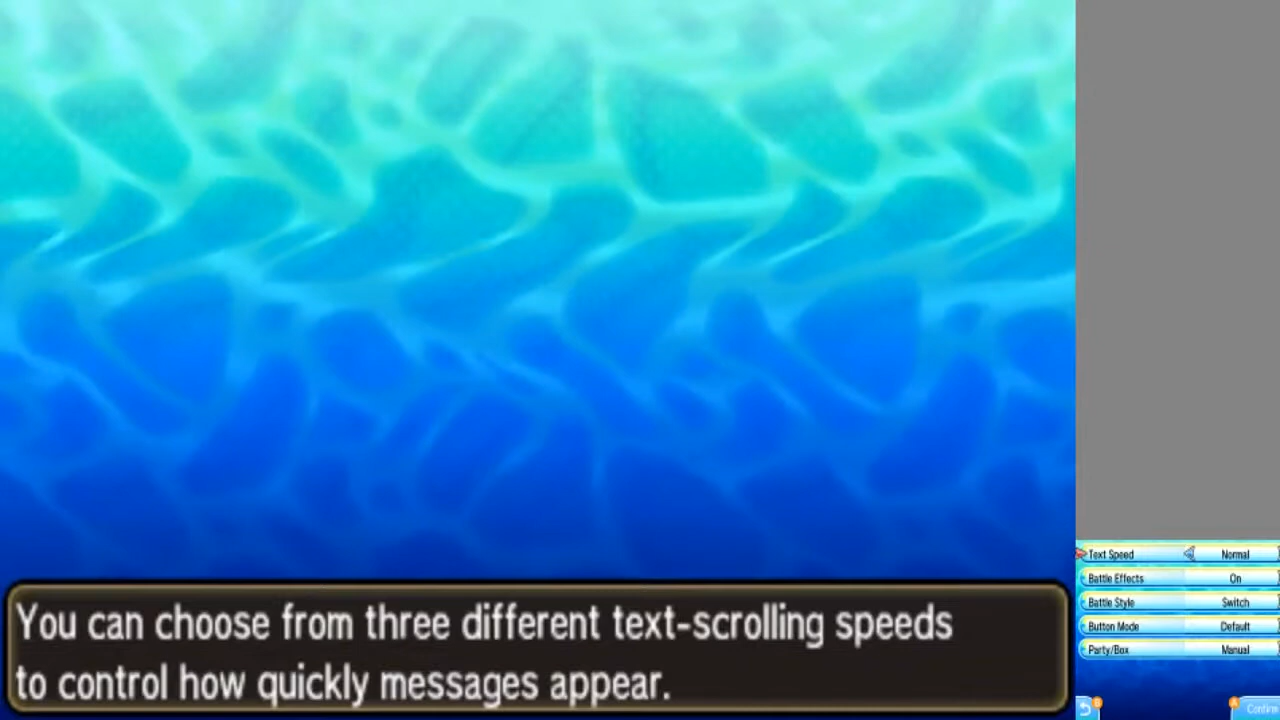 You can choose from three different text-scrolling speeds
to control how quickly messages appear.
Text Speed Normal
Battle Effects On
Battle Style Switch
Button Mode Default
Party/Box Manual
B A Confirm